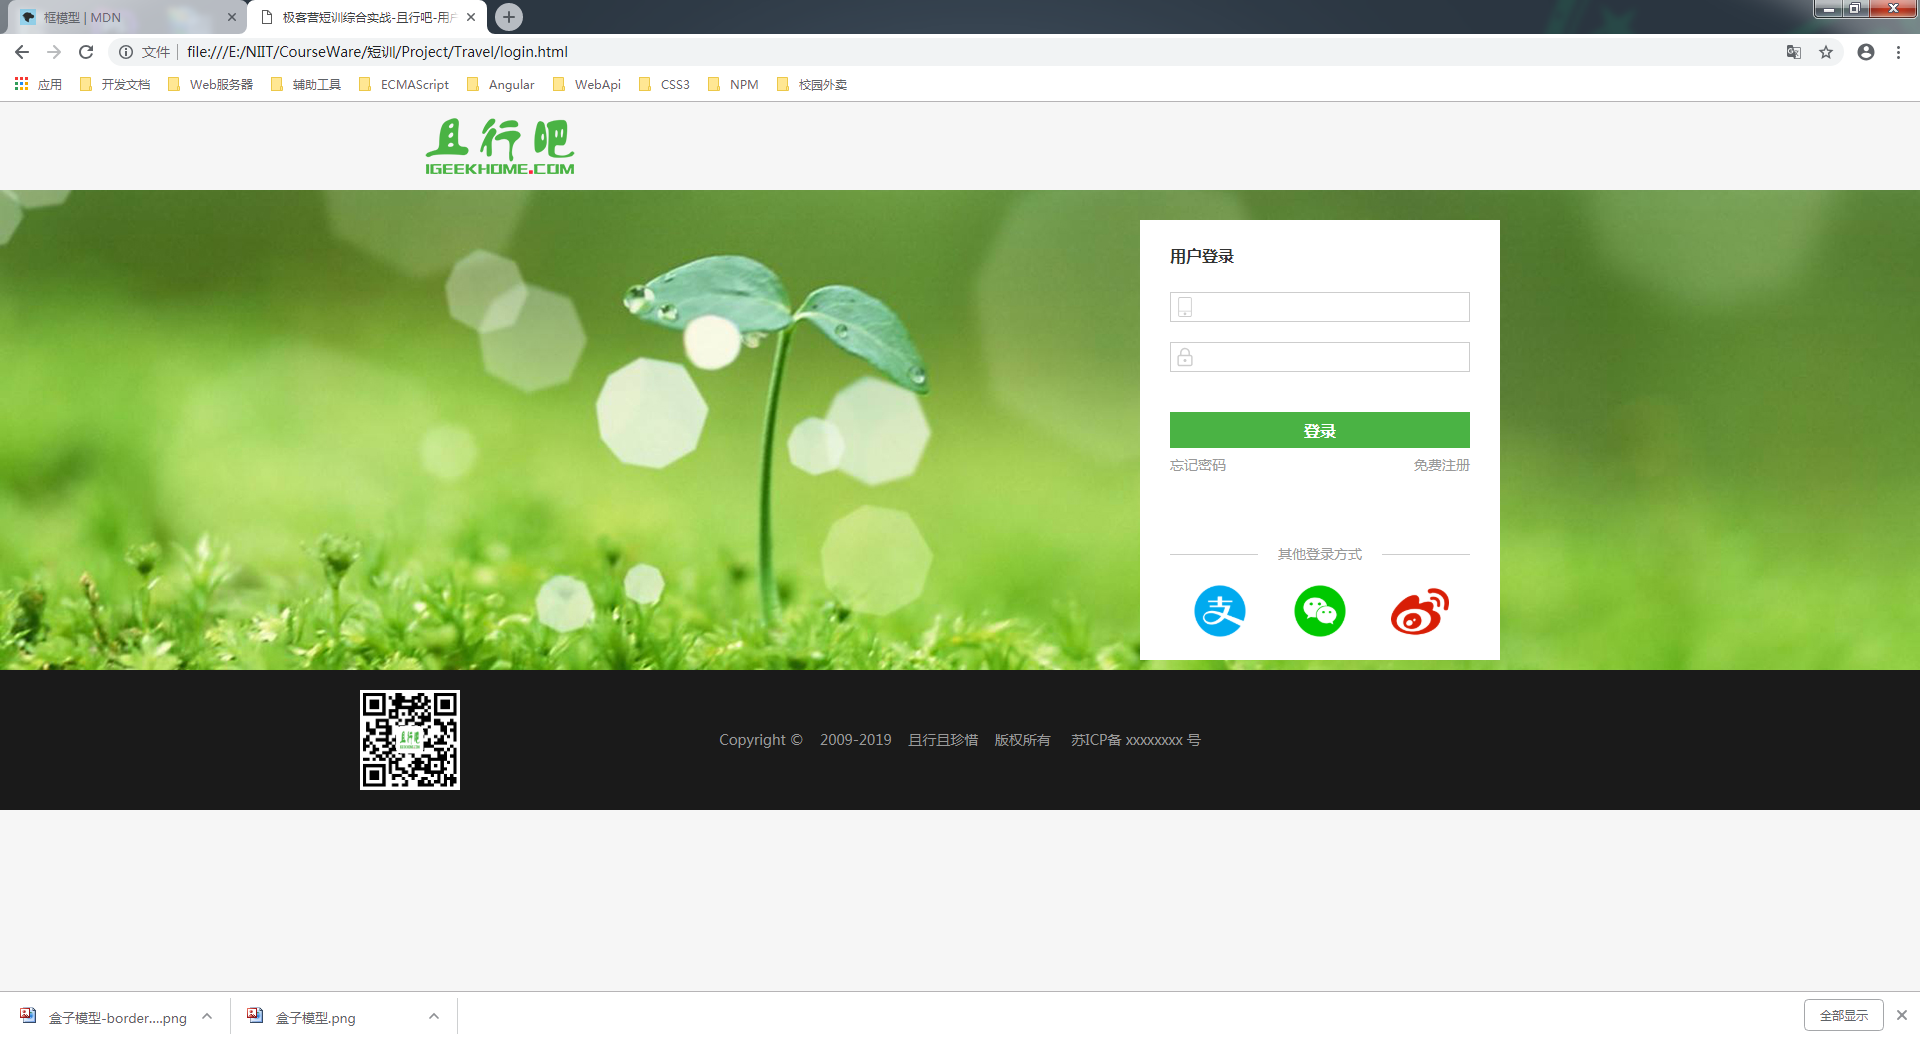 框模型 | MDN
极客营短训综合实战-且行吧-用户
文件 file:///E:/NIIT/CourseWare/短训/Project/Travel/login.html
应用 开发文档 Web服务器 辅助工具 ECMAScript Angular WebApi CSS3 NPM 校园外卖
且行吧
IGEEKHOME.COM
用户登录
登录
忘记密码 免费注册
其他登录方式
支
且行吧
Copyright © 2009-2019 且行且珍惜 版权所有 苏ICP备 xxxxxxxx 号
盒子模型-border....png 盒子模型.png 全部显示